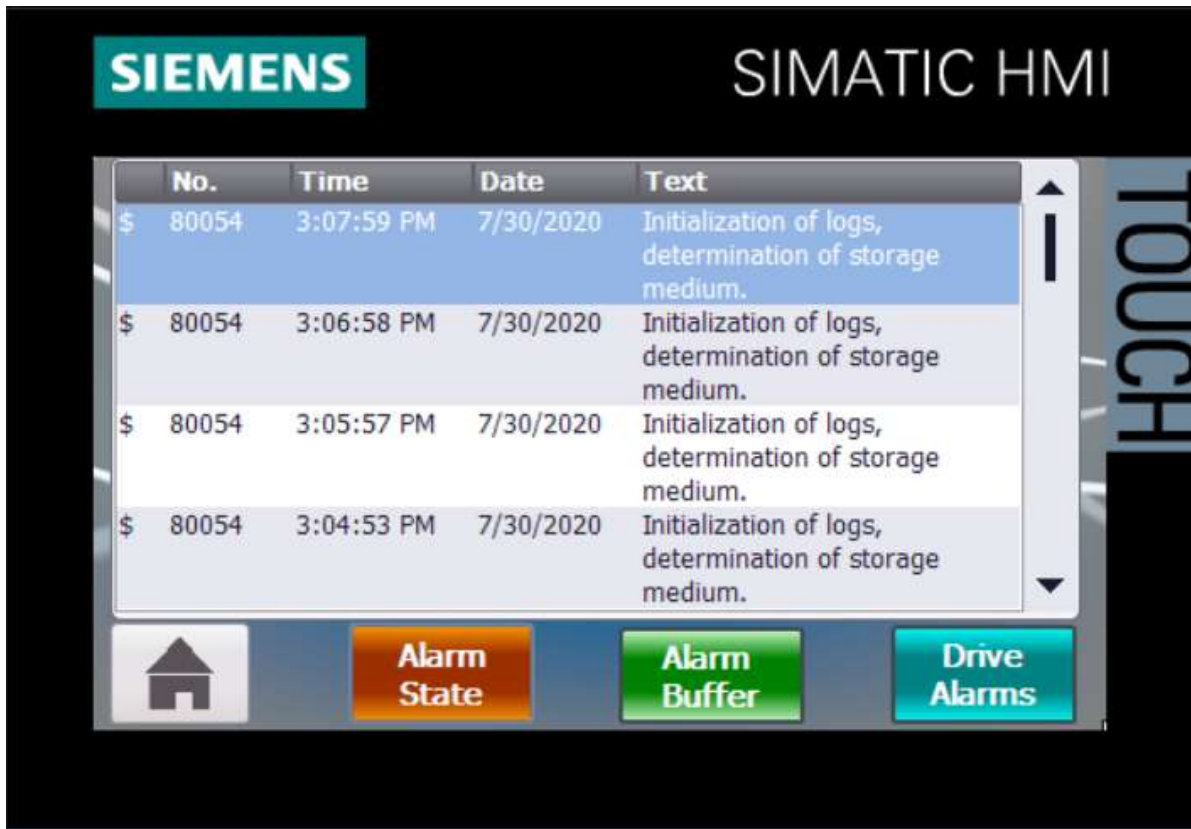 SIEMENS
SIMATIC HMI
TOUCH
No. Time Date Text
$ 80054 3:07:59 PM 7/30/2020 Initialization of logs,
determination of storage
medium.
$ 80054 3:06:58 PM 7/30/2020 Initialization of logs,
determination of storage
medium.
$ 80054 3:05:57 PM 7/30/2020 Initialization of logs,
determination of storage
medium.
$ 80054 3:04:53 PM 7/30/2020 Initialization of logs,
determination of storage
medium.
Alarm
State
Alarm
Buffer
Drive
Alarms